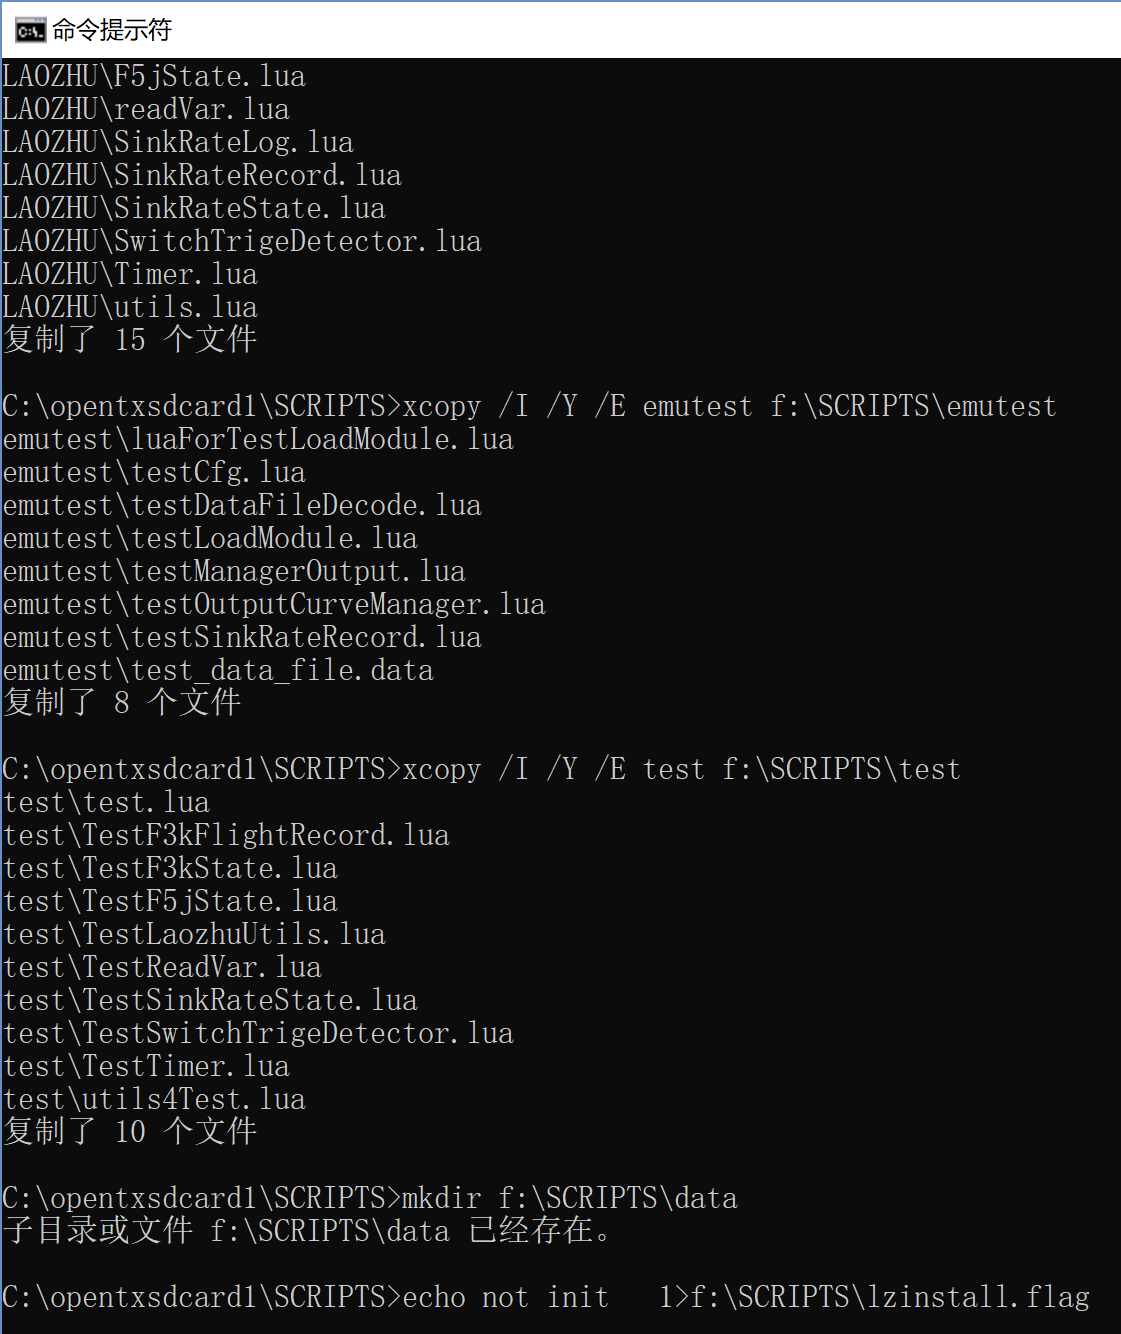 命令提示符
LAOZHU\F5jState.lua
LAOZHU\readVar.lua
LAOZHU\SinkRateLog.lua
LAOZHU\SinkRateRecord.lua
LAOZHU\SinkRateState.lua
LAOZHU\SwitchTrigeDetector.lua
LAOZHU\Timer.lua
LAOZHU\utils.lua
复制了 15 个文件
C:\opentxsdcard1\SCRIPTS>xcopy /I /Y /E emutest f:\SCRIPTS\emutest
emutest\luaForTestLoadModule.lua
emutest\testCfg.lua
emutest\testDataFileDecode.lua
emutest\testLoadModule.lua
emutest\testManagerOutput.lua
emutest\testOutputCurveManager.lua
emutest\testSinkRateRecord.lua
emutest\test_data_file.data
复制了 8 个文件
C:\opentxsdcard1\SCRIPTS>xcopy /I /Y /E test f:\SCRIPTS\test
test\test.lua
test\TestF3kFlightRecord.lua
test\TestF3kState.lua
test\TestF5jState.lua
test\TestLaozhuUtils.lua
test\TestReadVar.lua
test\TestSinkRateState.lua
test\TestSwitchTrigeDetector.lua
test\TestTimer.lua
test\utils4Test.lua
复制了 10 个文件
C:\opentxsdcard1\SCRIPTS>mkdir f:\SCRIPTS\data
子目录或文件 f:\SCRIPTS\data 已经存在。
C:\opentxsdcard1\SCRIPTS>echo not init   1>f:\SCRIPTS\lzinstall.flag